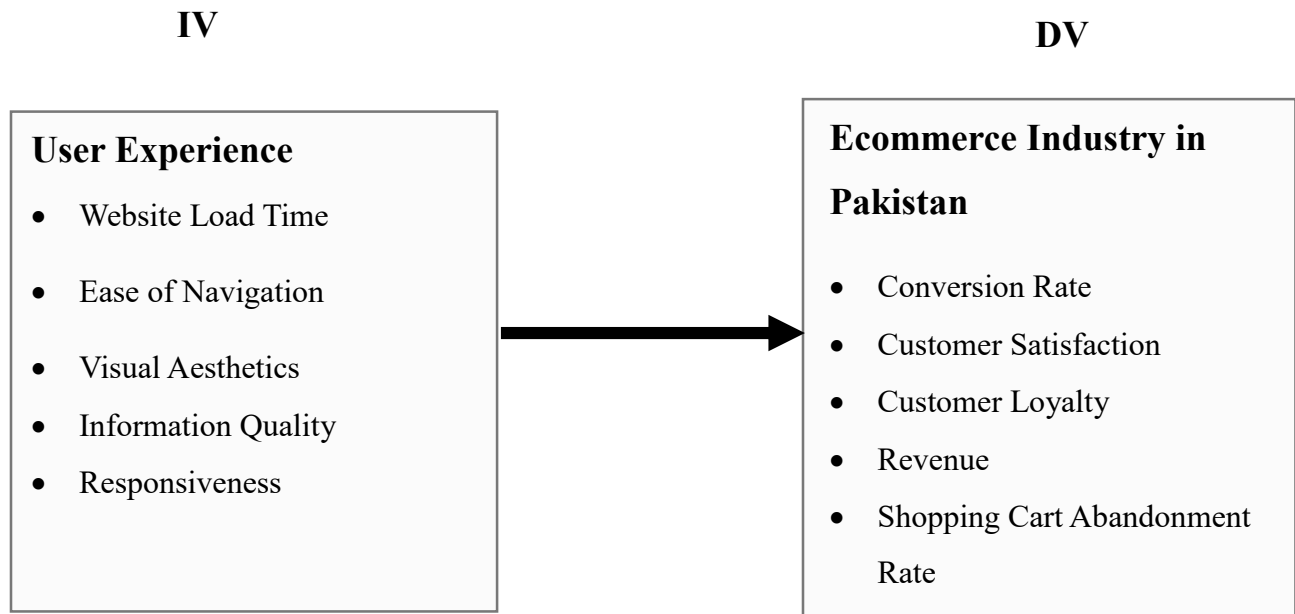 IV
DV
User Experience
• Website Load Time
• Ease of Navigation
• Visual Aesthetics
• Information Quality
• Responsiveness
Ecommerce Industry in
Pakistan
• Conversion Rate
• Customer Satisfaction
• Customer Loyalty
• Revenue
• Shopping Cart Abandonment
Rate